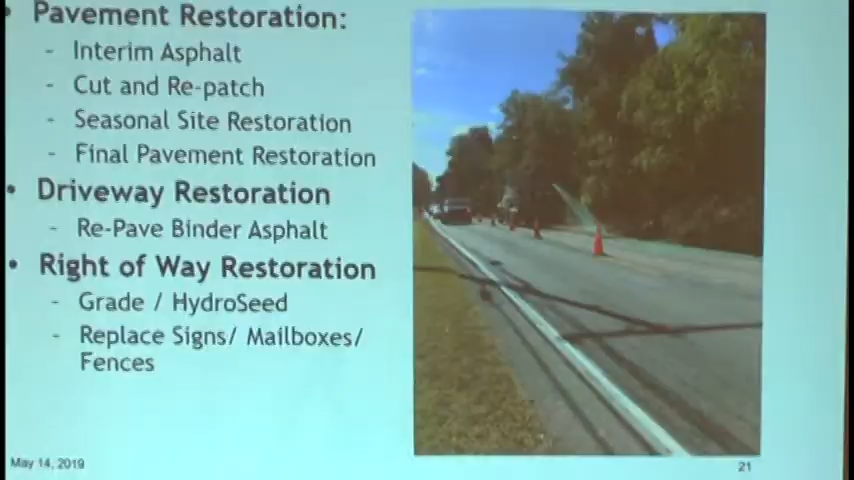 • Pavement Restoration:
- Interim Asphalt
- Cut and Re-patch
- Seasonal Site Restoration
- Final Pavement Restoration
• Driveway Restoration
- Re-Pave Binder Asphalt
• Right of Way Restoration
- Grade / HydroSeed
- Replace Signs/ Mailboxes/
Fences
May 14, 2019
21